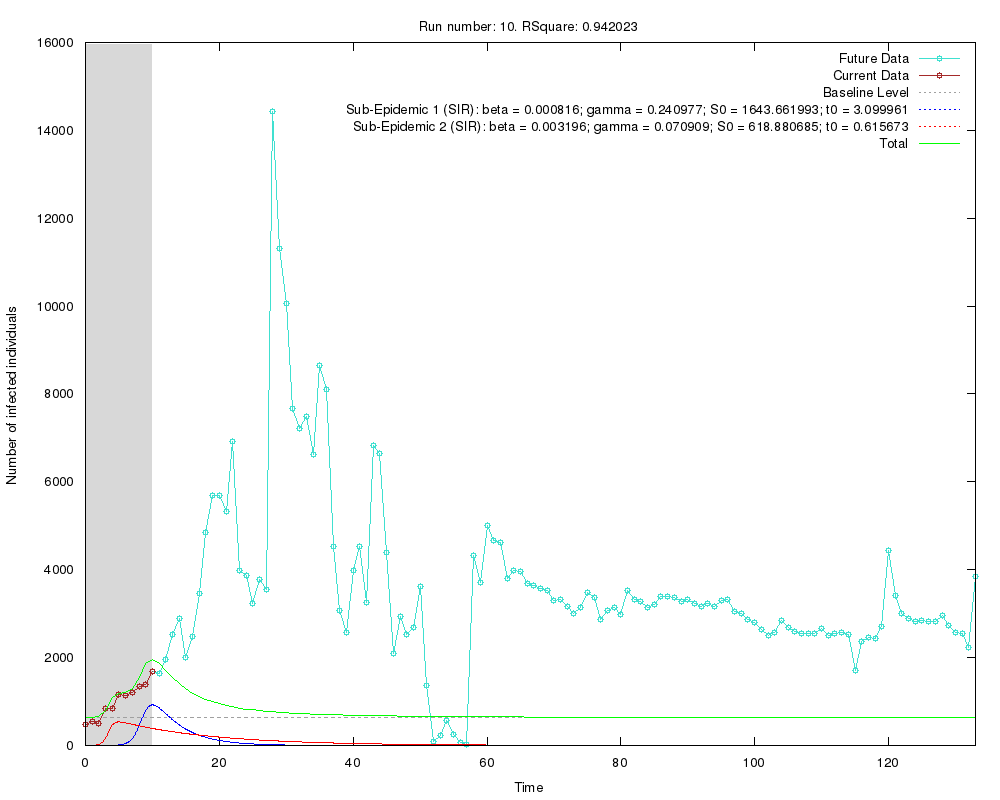 Run number: 10. RSquare: 0.942023
Future Data
Current Data
Baseline Level
Sub-Epidemic 1 (SIR): beta = 0.000816; gamma = 0.240977; S0 = 1643.661993; t0 = 3.099961
Sub-Epidemic 2 (SIR): beta = 0.003196; gamma = 0.070909; S0 = 618.880685; t0 = 0.615673
Total
Number of infected individuals
16000
14000
12000
10000
8000
6000
4000
2000
0
0 20 40 60 80 100 120
Time